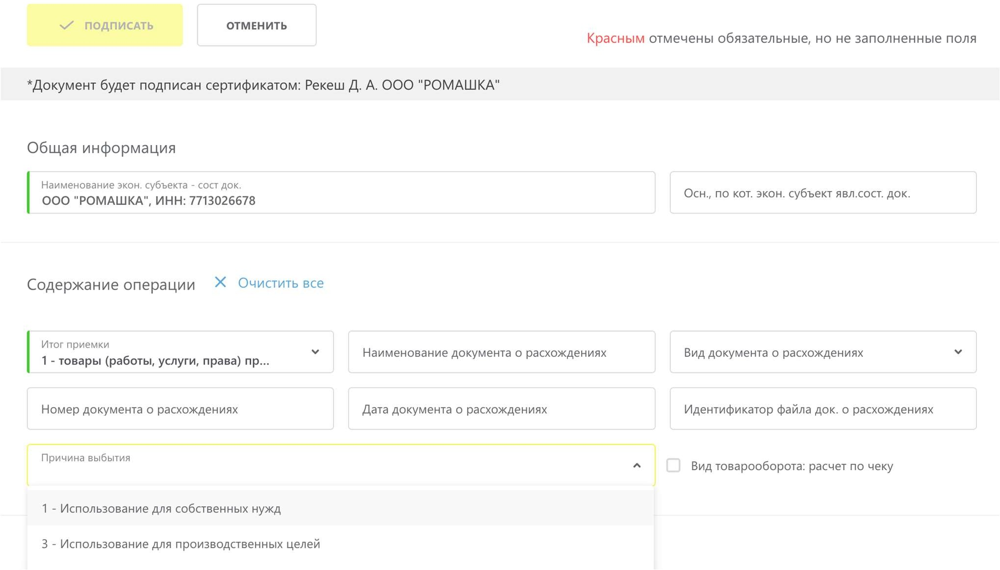 ПОДПИСАТЬ
ОТМЕНИТЬ
Красным отмечены обязательные, но не заполненные поля
*Документ будет подписан сертификатом: Рекеш Д. А. ООО "РОМАШКА"
Общая информация
Наименование экон. субъекта - сост док.
ООО "РОМАШКА", ИНН: 7713026678
Осн., по кот. экон. субъект явл.сост. док.
Содержание операции
Очистить все
Итог приемки
1 - товары (работы, услуги, права) пр...
Наименование документа о расхождениях
Вид документа о расхождениях
Номер документа о расхождениях
Дата документа о расхождениях
Идентификатор файла док. о расхождениях
Причина выбытия
Вид товарооборота: расчет по чеку
1 - Использование для собственных нужд
3 - Использование для производственных целей